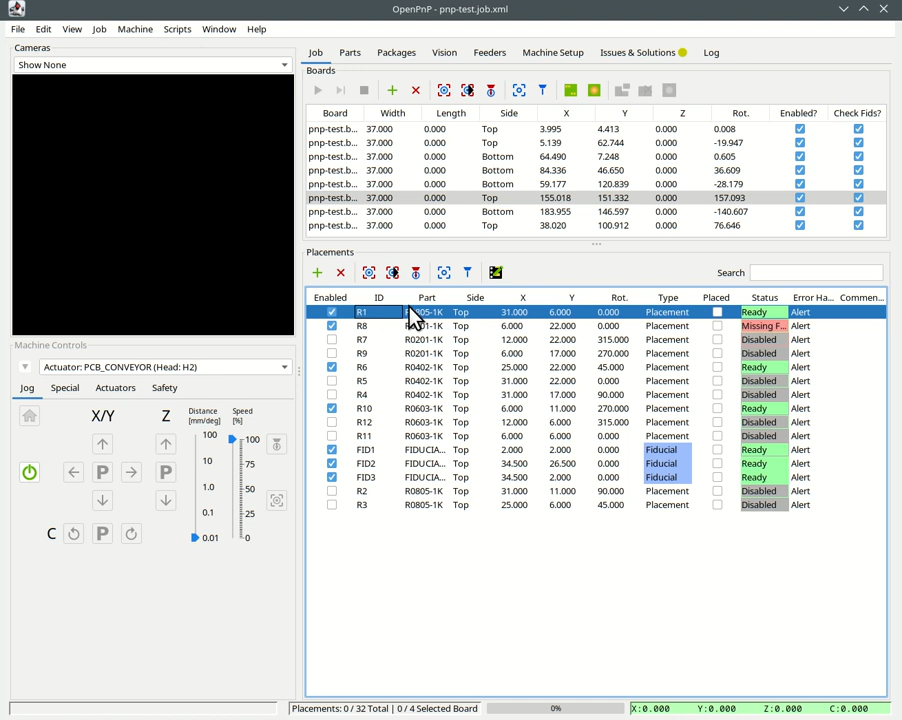 OpenPnP - pnp-test.job.xml
File Edit View Job Machine Scripts Window Help
Cameras
Show None
Machine Controls
Actuator: PCB_CONVEYOR (Head: H2)
Jog Special Actuators Safety
X/Y Z Distance [mm/deg] Speed [%]
100 100
10 75
P P 1.0 50
0.1 25
C P 0.01 0
Job Parts Packages Vision Feeders Machine Setup Issues & Solutions Log
Boards
Board Width Length Side X Y Z Rot. Enabled? Check Fids?
pnp-test.b... 37.000 0.000 Top 3.995 4.413 0.000 0.008
pnp-test.b... 37.000 0.000 Top 5.139 62.744 0.000 -19.947
pnp-test.b... 37.000 0.000 Bottom 64.490 7.248 0.000 0.605
pnp-test.b... 37.000 0.000 Bottom 84.336 46.650 0.000 36.609
pnp-test.b... 37.000 0.000 Bottom 59.177 120.839 0.000 -28.179
pnp-test.b... 37.000 0.000 Top 155.018 151.332 0.000 157.093
pnp-test.b... 37.000 0.000 Bottom 183.955 146.597 0.000 -140.607
pnp-test.b... 37.000 0.000 Top 38.020 100.912 0.000 76.646
Placements
Search
Enabled ID Part Side X Y Rot. Type Placed Status Error Ha... Commen...
R1 Top 31.000 6.000 0.000 Placement Ready Alert
R8 Top 6.000 22.000 0.000 Placement Missing F... Alert
R7 R0201-1K Top 12.000 22.000 315.000 Placement Disabled Alert
R9 R0201-1K Top 6.000 17.000 270.000 Placement Disabled Alert
R6 R0402-1K Top 25.000 22.000 45.000 Placement Ready Alert
R5 R0402-1K Top 31.000 22.000 0.000 Placement Disabled Alert
R4 R0402-1K Top 31.000 17.000 90.000 Placement Disabled Alert
R10 R0603-1K Top 6.000 11.000 270.000 Placement Ready Alert
R12 R0603-1K Top 12.000 6.000 315.000 Placement Disabled Alert
R11 R0603-1K Top 6.000 6.000 0.000 Placement Disabled Alert
FID1 FIDUCIA... Top 2.000 2.000 0.000 Fiducial Ready Alert
FID2 FIDUCIA... Top 34.500 26.500 0.000 Fiducial Ready Alert
FID3 FIDUCIA... Top 34.500 2.000 0.000 Fiducial Ready Alert
R2 R0805-1K Top 31.000 11.000 90.000 Placement Disabled Alert
R3 R0805-1K Top 25.000 6.000 45.000 Placement Disabled Alert
Placements: 0 / 32 Total | 0 / 4 Selected Board 0% X:0.000 Y:0.000 Z:0.000 C:0.000